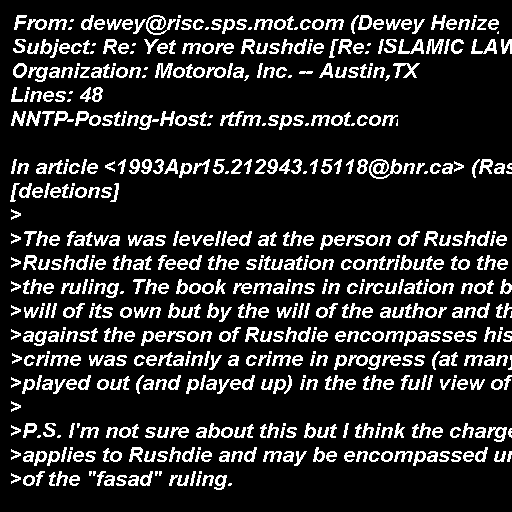 From: dewey@risc.sps.mot.com (Dewey Henize
Subject: Re: Yet more Rushdie [Re: ISLAMIC LAW
Organization: Motorola, Inc. -- Austin,TX
Lines: 48
NNTP-Posting-Host: rtfm.sps.mot.com

In article <1993Apr15.212943.15118@bnr.ca> (Ras
[deletions]
>
>The fatwa was levelled at the person of Rushdie
>Rushdie that feed the situation contribute to the
>the ruling. The book remains in circulation not b
>will of its own but by the will of the author and th
>against the person of Rushdie encompasses his
>crime was certainly a crime in progress (at many
>played out (and played up) in the the full view of
>
>P.S. I'm not sure about this but I think the charge
>applies to Rushdie and may be encompassed un
>of the "fasad" ruling.